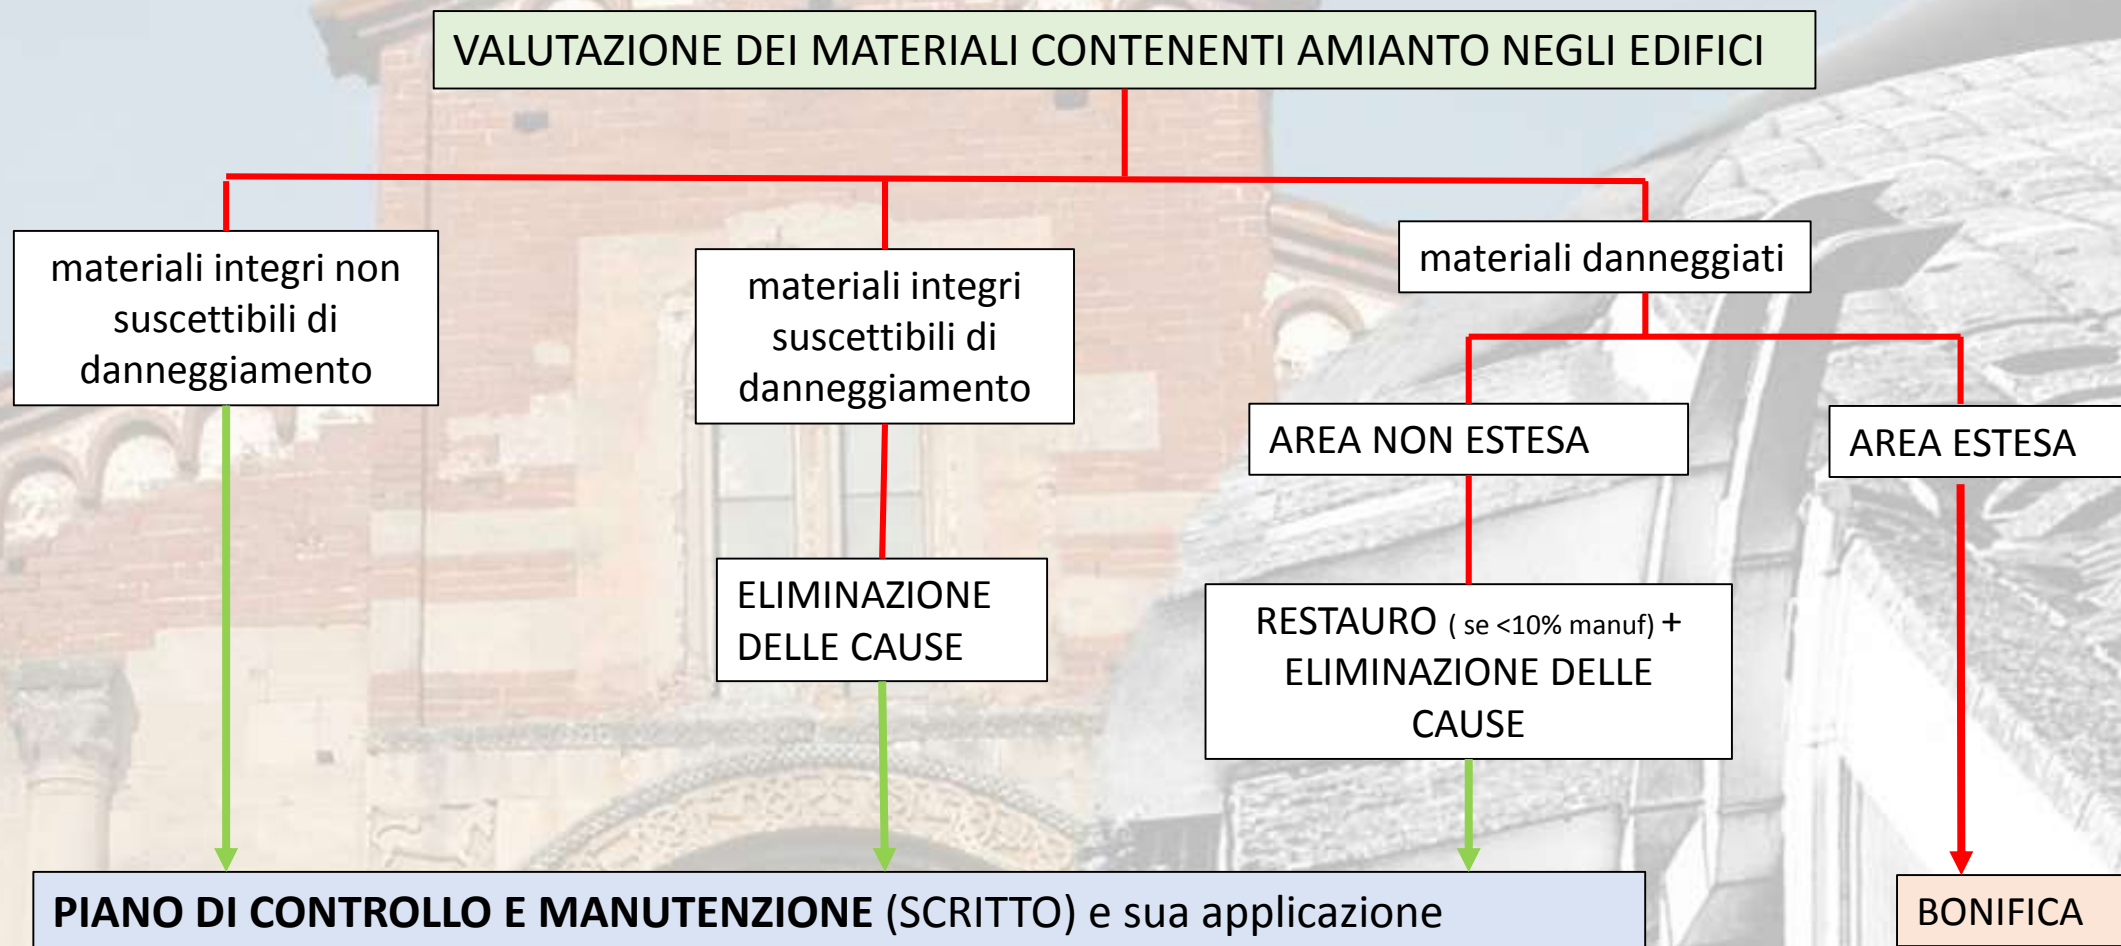 VALUTAZIONE DEI MATERIALI CONTENENTI AMIANTO NEGLI EDIFICI
materiali integri non
suscettibili di
danneggiamento
materiali integri
suscettibili di
danneggiamento
materiali danneggiati
AREA NON ESTESA
AREA ESTESA
ELIMINAZIONE
DELLE CAUSE
RESTAURO ( se <10% manuf) +
ELIMINAZIONE DELLE
CAUSE
PIANO DI CONTROLLO E MANUTENZIONE (SCRITTO) e sua applicazione
BONIFICA